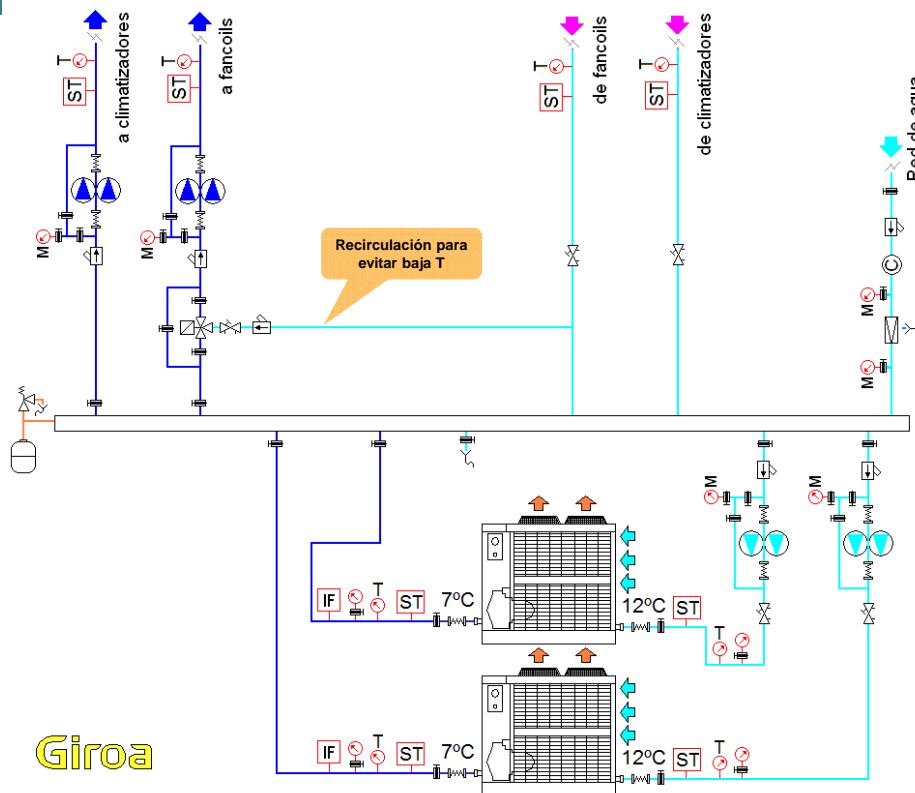 a climatizadores
a fancoils
de fancoils
de climatizadores
Red de agua
T
ST
T
ST
T
ST
T
ST
M
M
C
M
M
Recirculación para
evitar baja T
M
M
IF
T
ST
7ºC
12ºC
ST
T
IF
T
ST
7ºC
12ºC
ST
T
Giroa